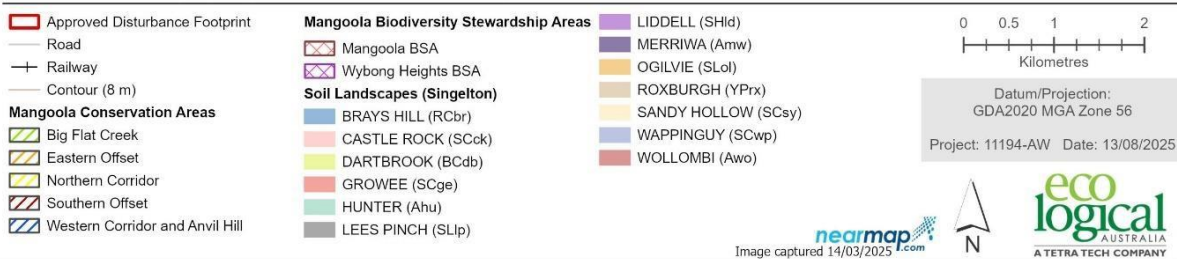 Approved Disturbance Footprint
Road
Railway
Contour (8 m)
Mangoola Conservation Areas
Big Flat Creek
Eastern Offset
Northern Corridor
Southern Offset
Western Corridor and Anvil Hill
Mangoola Biodiversity Stewardship Areas
Mangoola BSA
Wybong Heights BSA
Soil Landscapes (Singelton)
BRAYS HILL (RCbr)
CASTLE ROCK (SCck)
DARTBROOK (BCdb)
GROWEE (SCge)
HUNTER (Ahu)
LEES PINCH (SLlp)
LIDDELL (SHld)
MERRIWA (Amw)
OGILVIE (SLol)
ROXBURGH (YPrx)
SANDY HOLLOW (SCsy)
WAPPINGUY (SCwp)
WOLLOMBI (Awo)
0 0.5 1 2
Kilometres
Datum/Projection:
GDA2020 MGA Zone 56
Project: 11194-AW Date: 13/08/2025
nearmap.com
Image captured 14/03/2025
N
eco
logical
AUSTRALIA
A TETRA TECH COMPANY